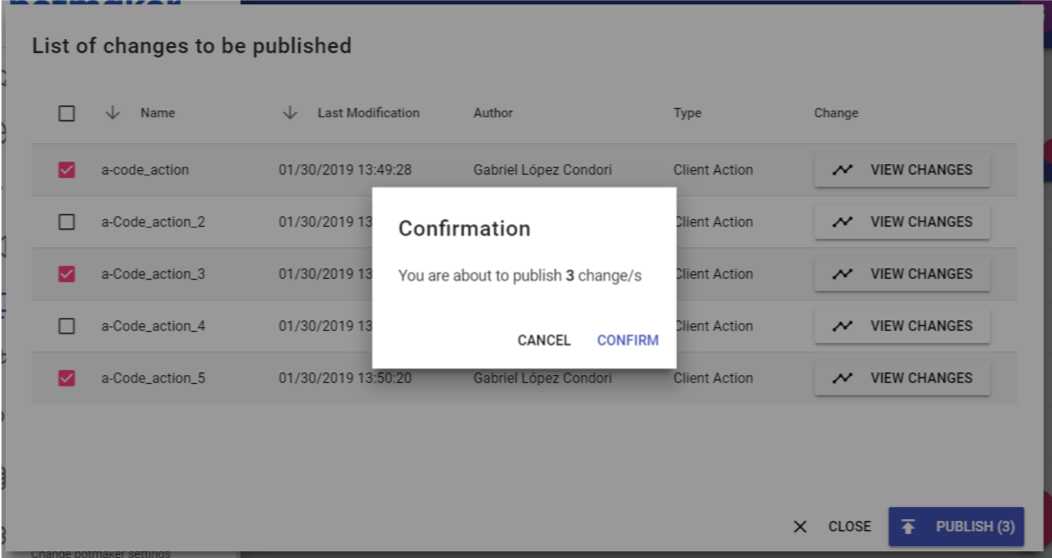 List of changes to be published
Name Last Modification Author Type Change
a-code_action 01/30/2019 13:49:28 Gabriel López Condori Client Action VIEW CHANGES
a-Code_action_2 01/30/2019 13 Client Action VIEW CHANGES
a-Code_action_3 01/30/2019 13 Client Action VIEW CHANGES
a-Code_action_4 01/30/2019 13 Client Action VIEW CHANGES
a-Code_action_5 01/30/2019 13:50:20 Gabriel López Condori Client Action VIEW CHANGES
Confirmation
You are about to publish 3 change/s
CANCEL CONFIRM
CLOSE PUBLISH (3)
Change botmaker settings